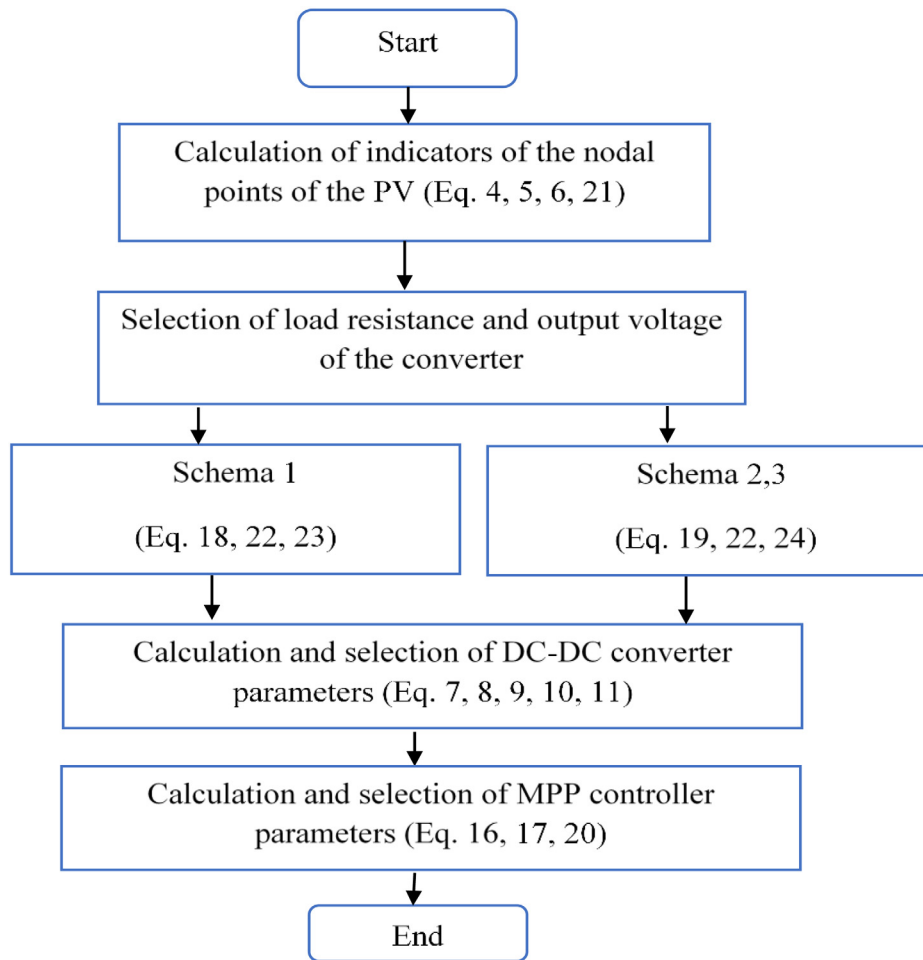 Start
Calculation of indicators of the nodal
points of the PV (Eq. 4, 5, 6, 21)
Selection of load resistance and output voltage
of the converter
Schema 1
(Eq. 18, 22, 23)
Schema 2,3
(Eq. 19, 22, 24)
Calculation and selection of DC-DC converter
parameters (Eq. 7, 8, 9, 10, 11)
Calculation and selection of MPP controller
parameters (Eq. 16, 17, 20)
End